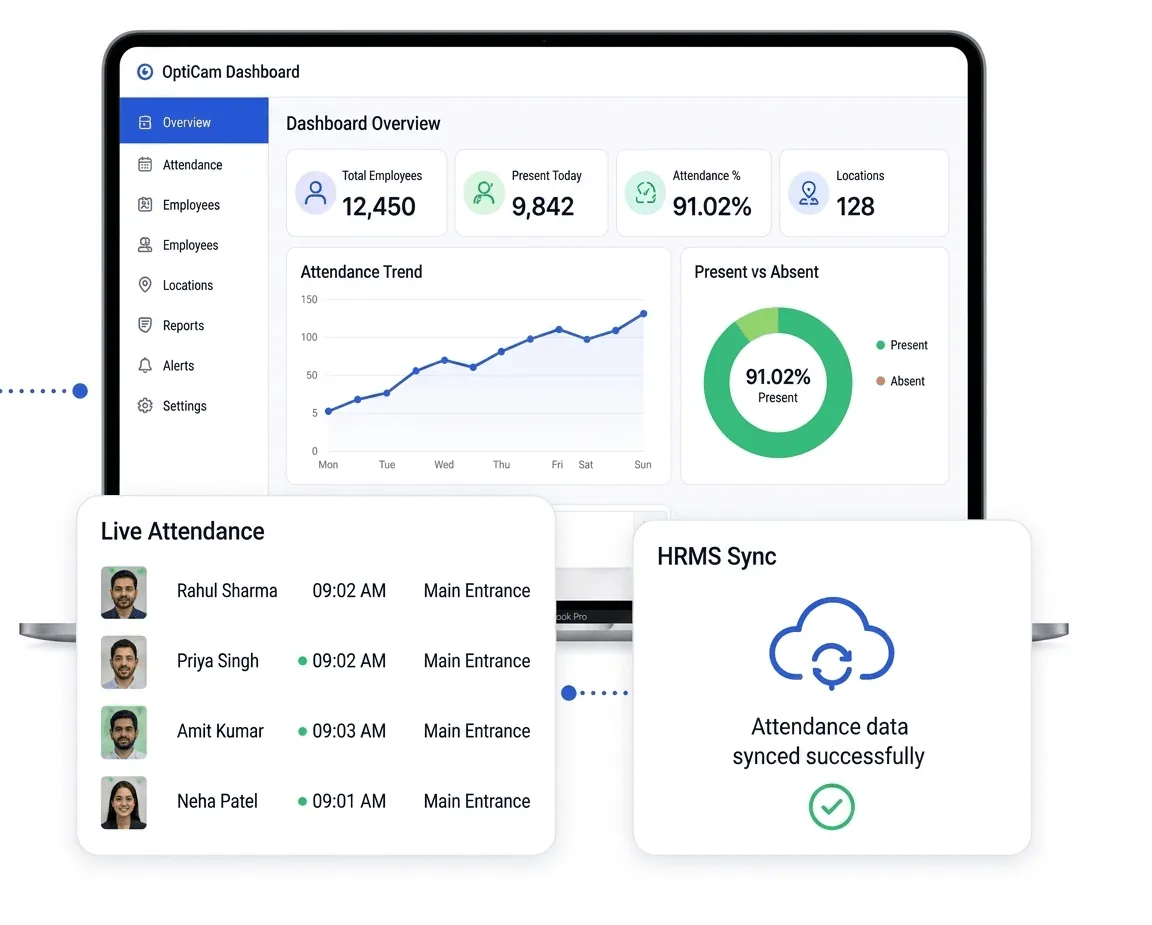 OptiCam Dashboard
Overview
Attendance
Employees
Employees
Locations
Reports
Alerts
Settings
Dashboard Overview
Total Employees
12,450
Present Today
9,842
Attendance %
91.02%
Locations
128
Attendance Trend
150
100
50
5
0
Mon Tue Wed Thu Fri Sat Sun
Present vs Absent
91.02%
Present
Present
Absent
Live Attendance
Rahul Sharma 09:02 AM Main Entrance
Priya Singh 09:02 AM Main Entrance
Amit Kumar 09:03 AM Main Entrance
Neha Patel 09:01 AM Main Entrance
ook Pro
HRMS Sync
Attendance data
synced successfully